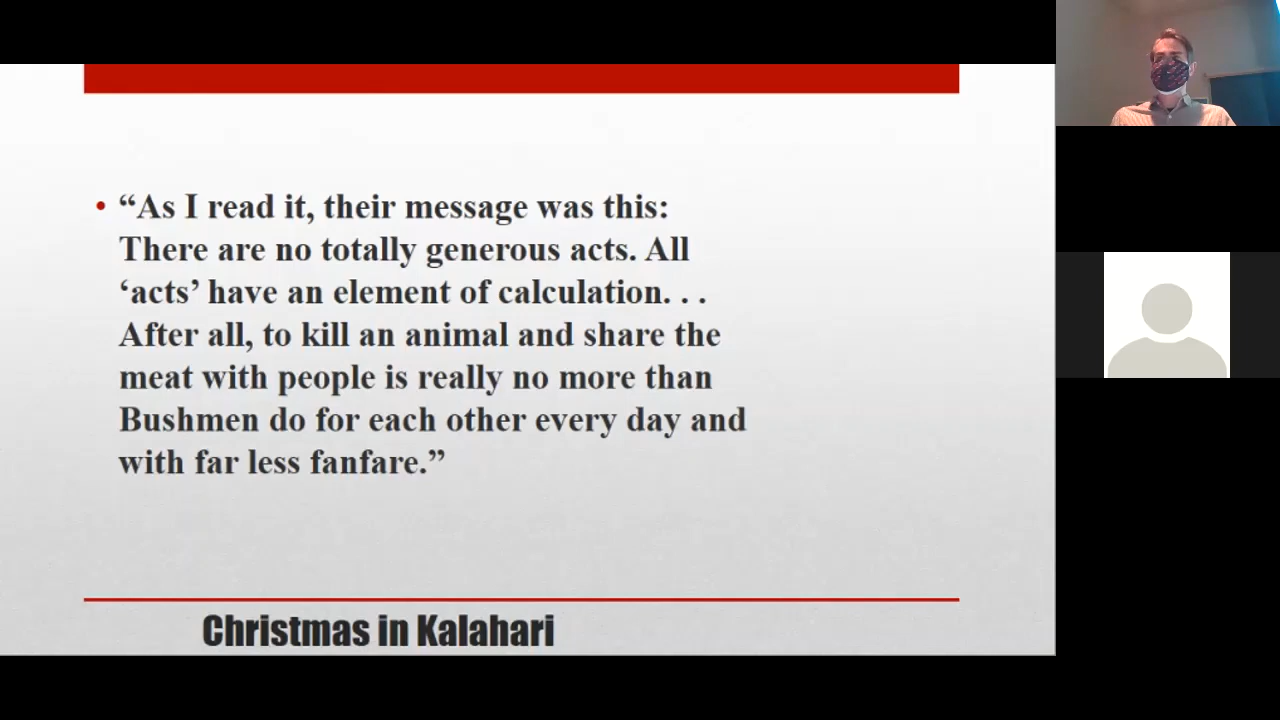 • “As I read it, their message was this:
There are no totally generous acts. All
‘acts’ have an element of calculation. . .
After all, to kill an animal and share the
meat with people is really no more than
Bushmen do for each other every day and
with far less fanfare.”
Christmas in Kalahari